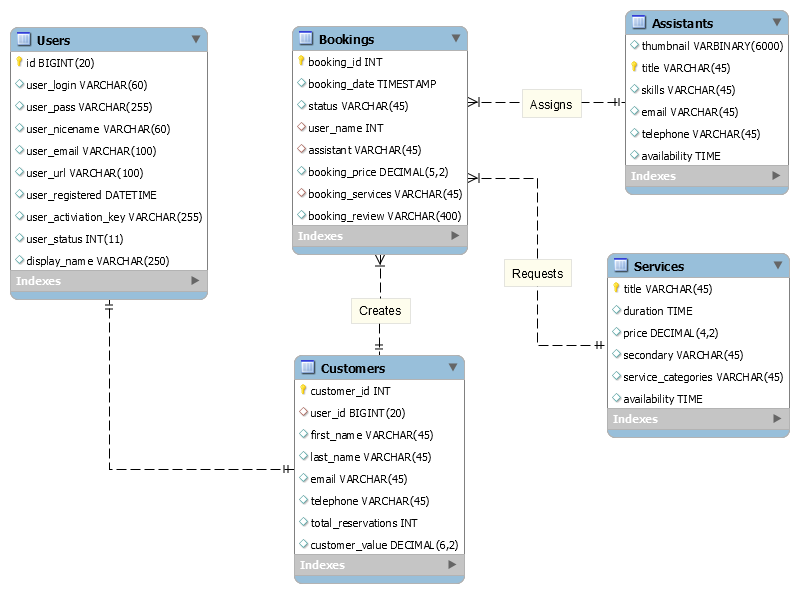 Users
id BIGINT(20)
user_login VARCHAR(60)
user_pass VARCHAR(255)
user_nicename VARCHAR(60)
user_email VARCHAR(100)
user_url VARCHAR(100)
user_registered DATETIME
user_activiation_key VARCHAR(255)
user_status INT(11)
display_name VARCHAR(250)
Indexes
Bookings
booking_id INT
booking_date TIMESTAMP
status VARCHAR(45)
user_name INT
assistant VARCHAR(45)
booking_price DECIMAL(5,2)
booking_services VARCHAR(45)
booking_review VARCHAR(400)
Indexes
Assigns
Assistants
thumbnail VARBINARY(6000)
title VARCHAR(45)
skills VARCHAR(45)
email VARCHAR(45)
telephone VARCHAR(45)
availability TIME
Indexes
Requests
Creates
Services
title VARCHAR(45)
duration TIME
price DECIMAL(4,2)
secondary VARCHAR(45)
service_categories VARCHAR(45)
availability TIME
Indexes
Customers
customer_id INT
user_id BIGINT(20)
first_name VARCHAR(45)
last_name VARCHAR(45)
email VARCHAR(45)
telephone VARCHAR(45)
total_reservations INT
customer_value DECIMAL(6,2)
Indexes